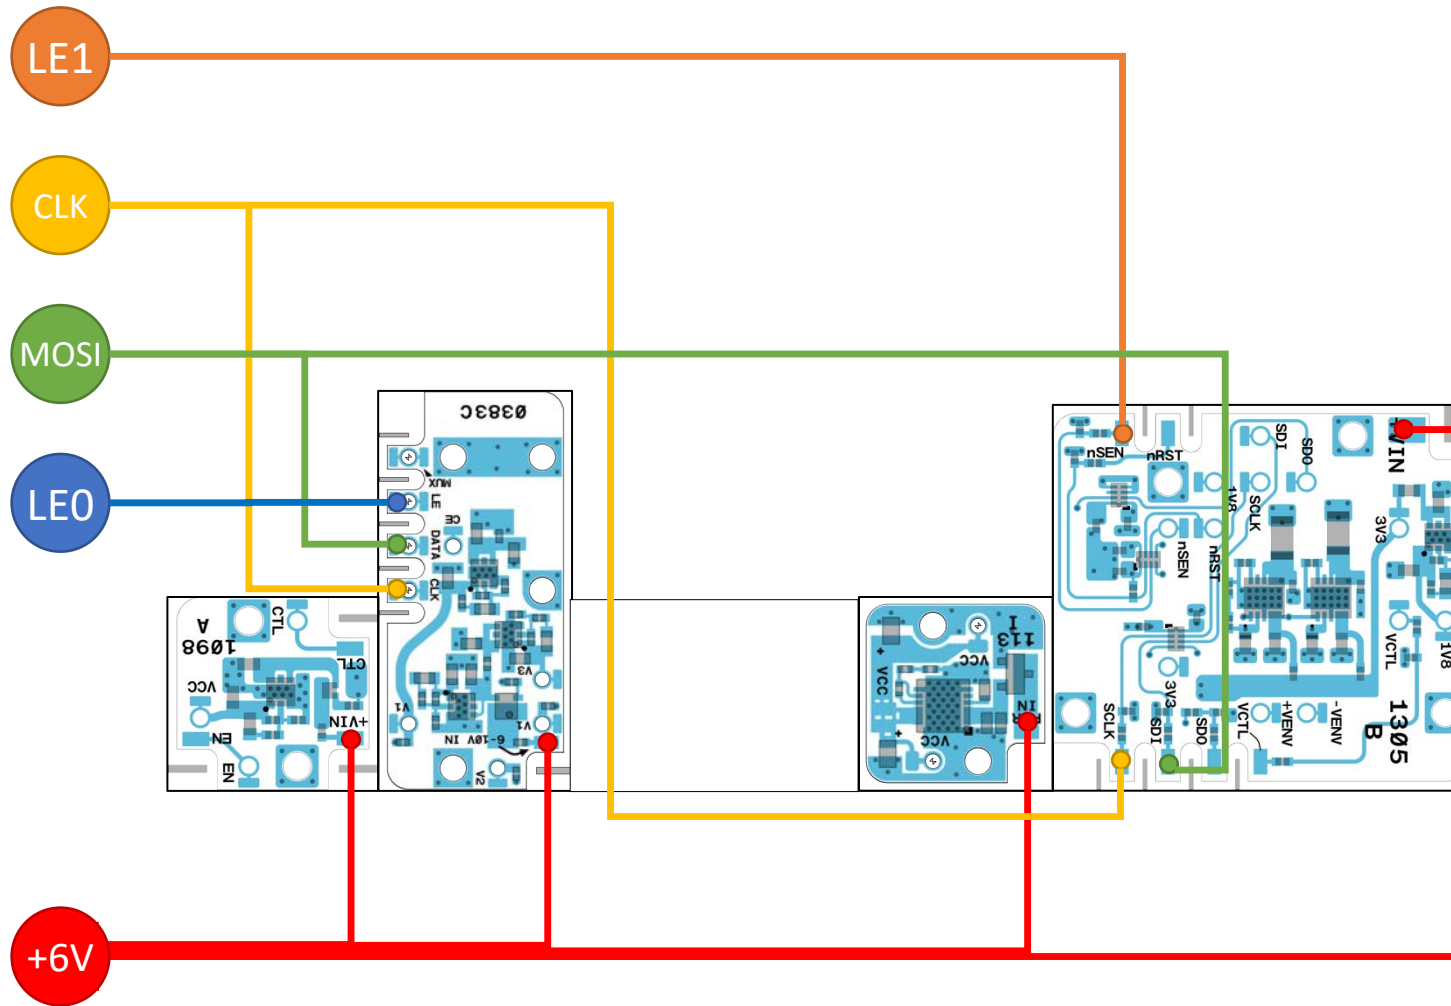 LE1
CLK
MOSI
LE0
+6V
0383C
MUX
LE
DATA
CE
CLK
V3
V1
V1
6-10V IN
V2
1098
A
CTL
CTL
VCC
+VIN
EN
EN
113
I
VCC
VCC
VCC
IN
nSEN
nRST
SDI
SDO
+VIN
1V8
SCLK
nSEN
nRST
3V3
3V3
SCLK
SDI
SDO
VCTL
+VENV
-VENV
VCTL
1V8
1305
B